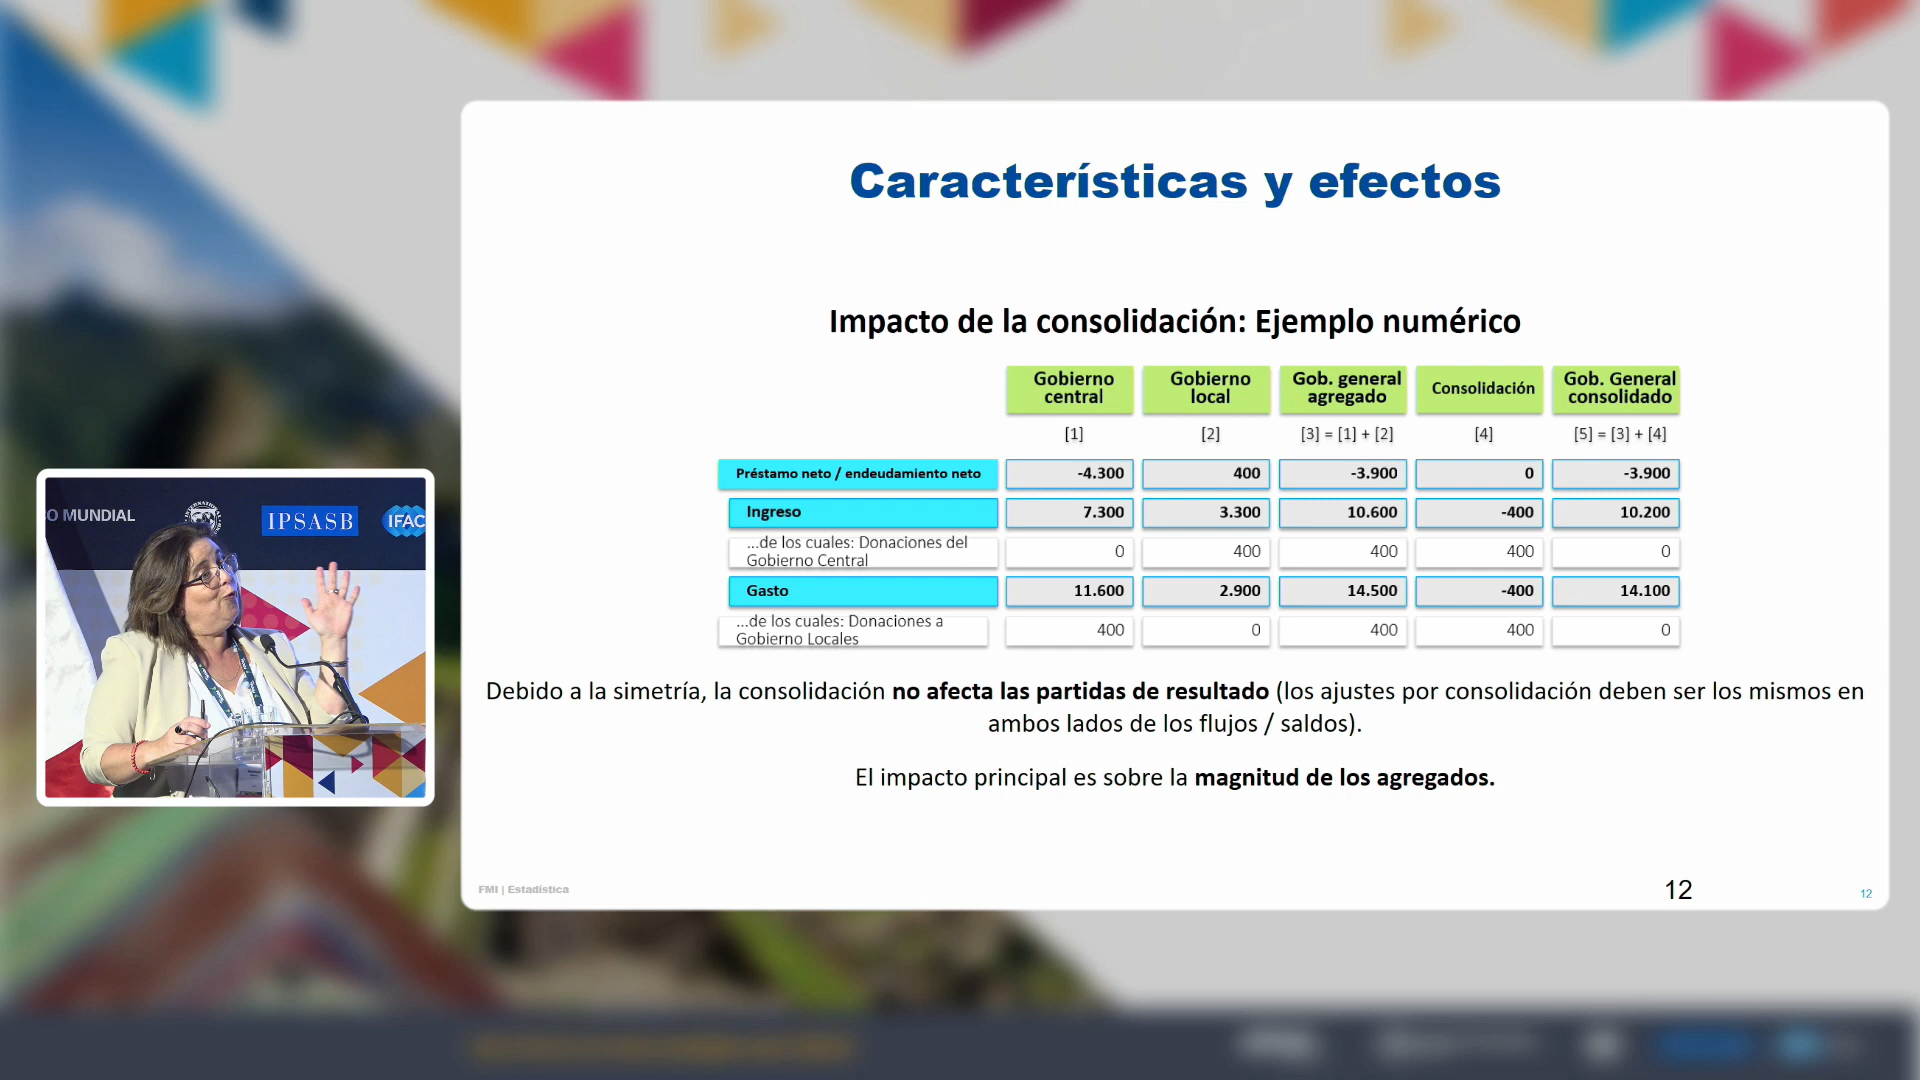 Características y efectos
Impacto de la consolidación: Ejemplo numérico
Gobierno central Gobierno local Gob. general agregado Consolidación Gob. General consolidado
[1] [2] [3] = [1] + [2] [4] [5] = [3] + [4]
Préstamo neto / endeudamiento neto -4.300 400 -3.900 0 -3.900
Ingreso 7.300 3.300 10.600 -400 10.200
...de los cuales: Donaciones del Gobierno Central 0 400 400 400 0
Gasto 11.600 2.900 14.500 -400 14.100
...de los cuales: Donaciones a Gobierno Locales 400 0 400 400 0
Debido a la simetría, la consolidación no afecta las partidas de resultado (los ajustes por consolidación deben ser los mismos en
ambos lados de los flujos / saldos).
El impacto principal es sobre la magnitud de los agregados.
FMI | Estadística
12
12
O MUNDIAL
IPSASB
IFAC